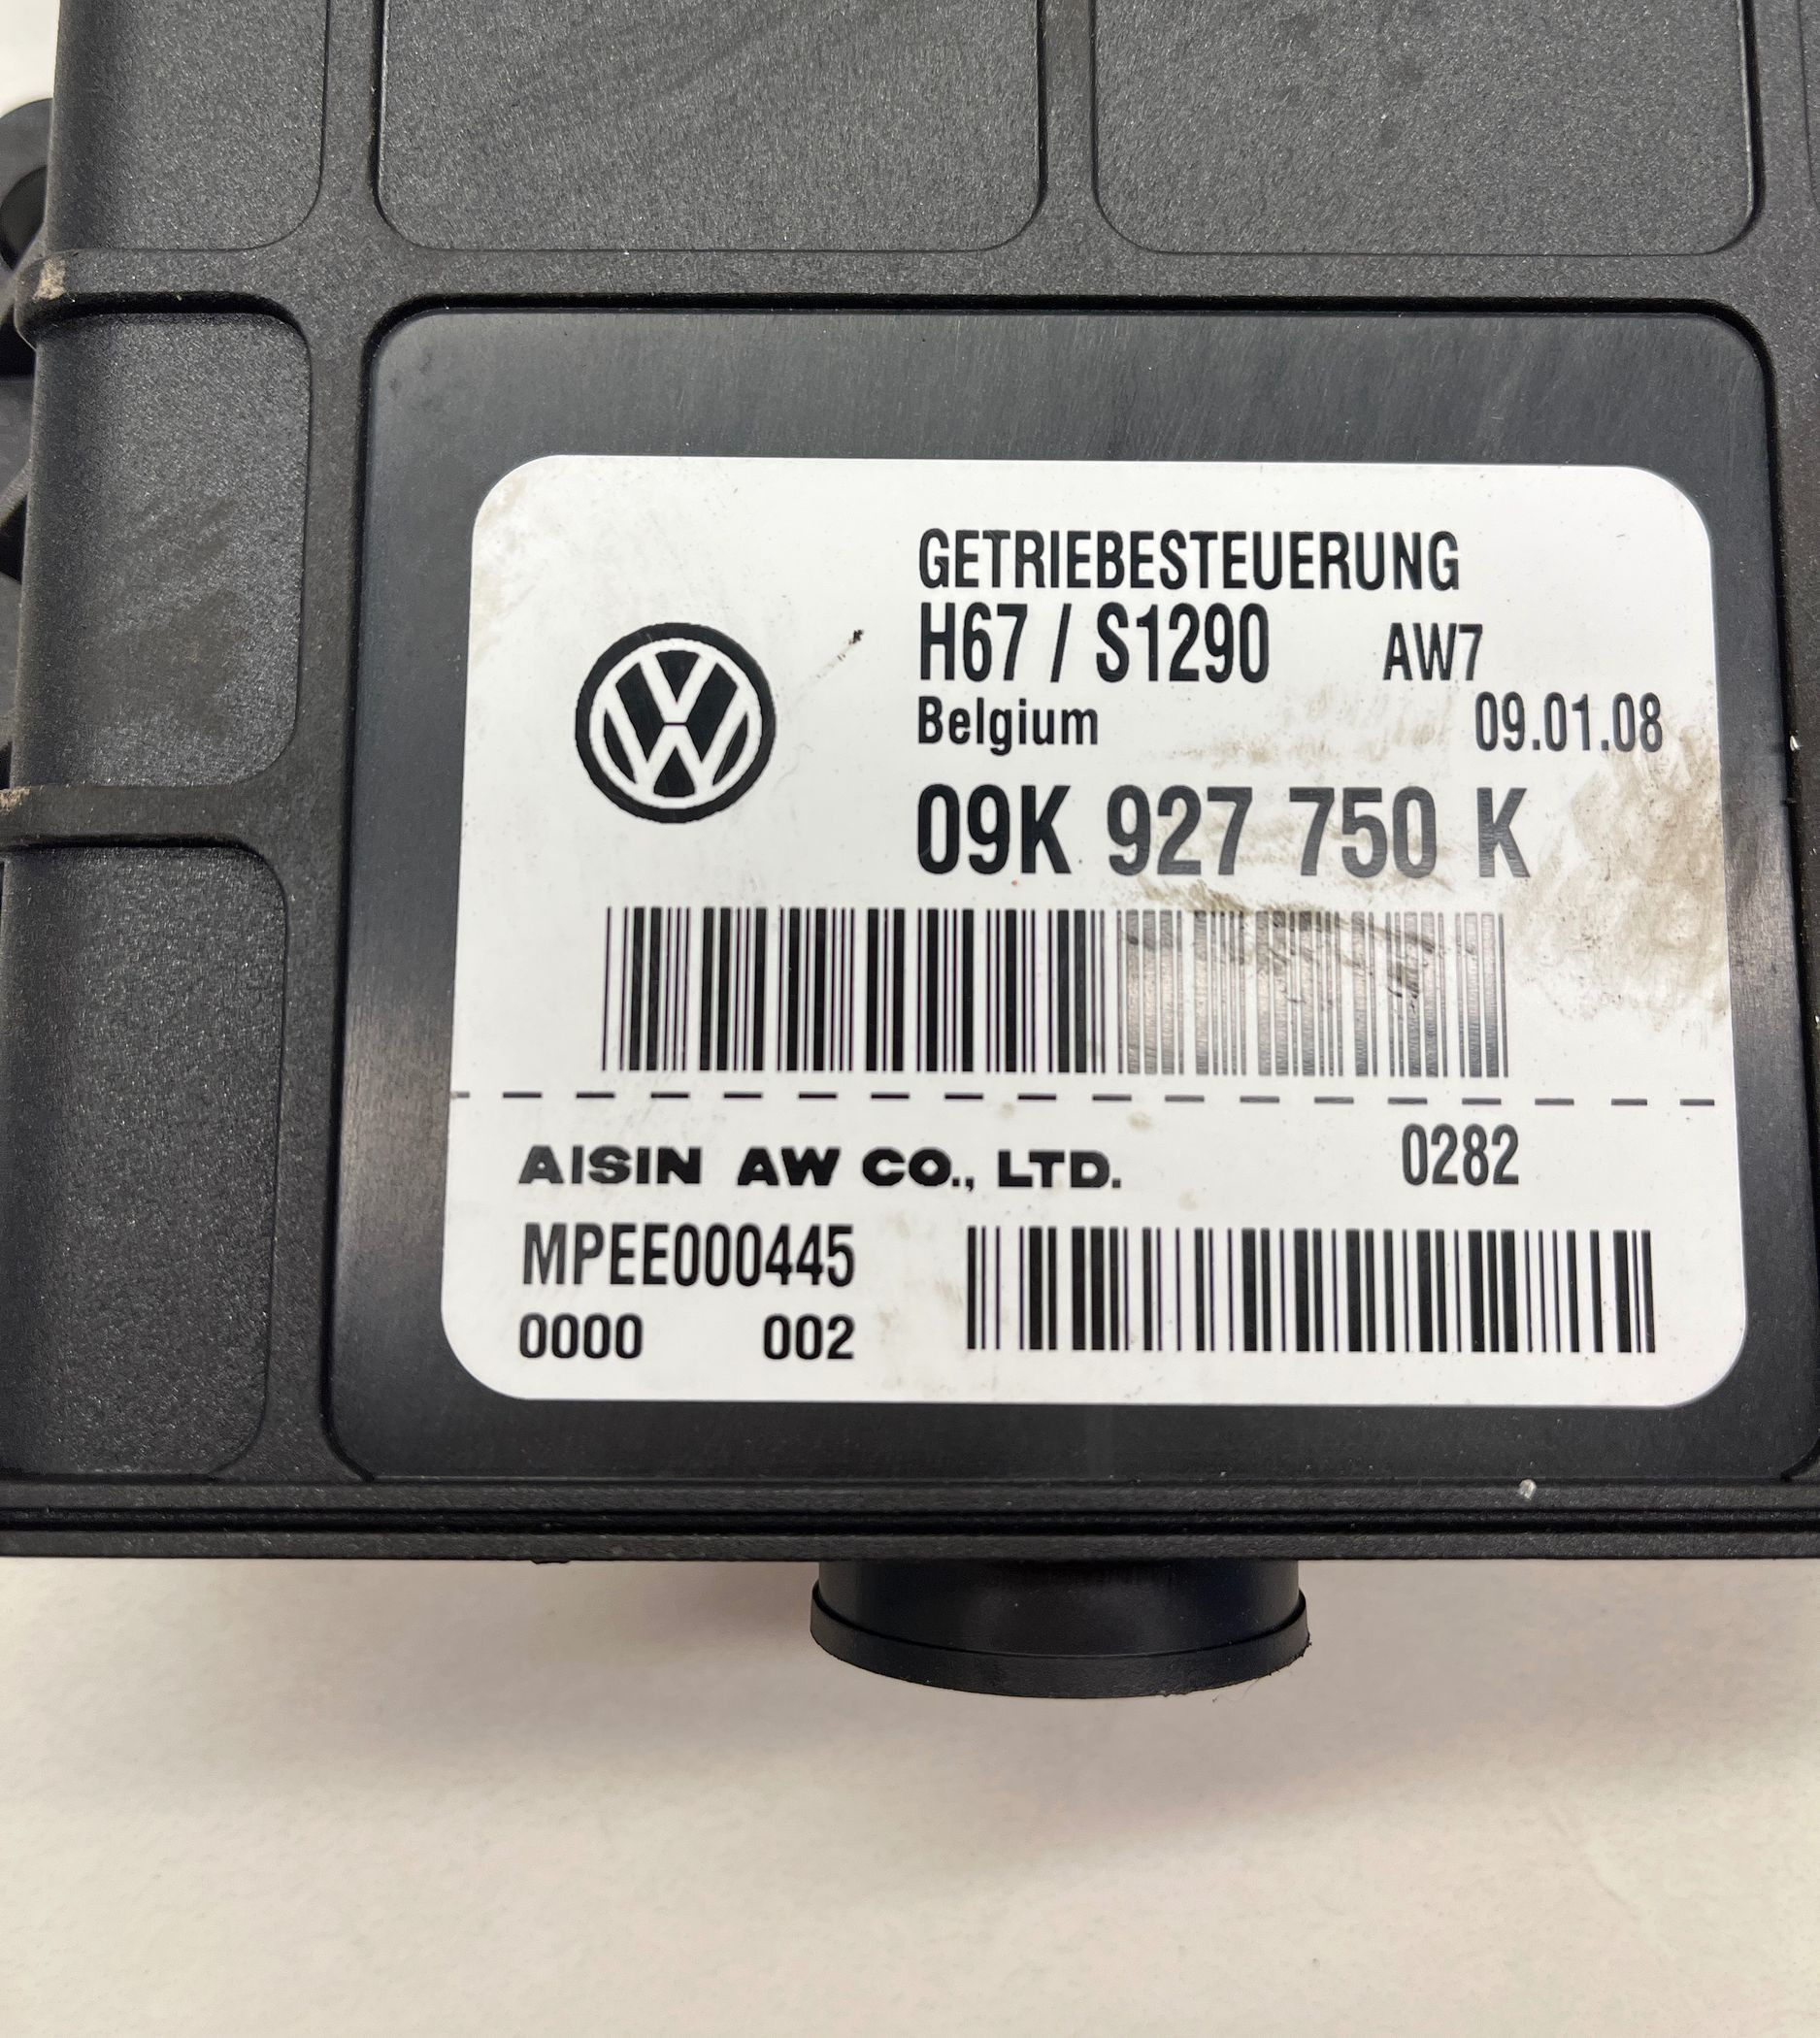 GETRIEBESTEUERUNG
H67 / S1290 AW7
Belgium 09.01.08
09K 927 750 K
AISIN AW CO., LTD. 0282
MPEE000445
0000 002